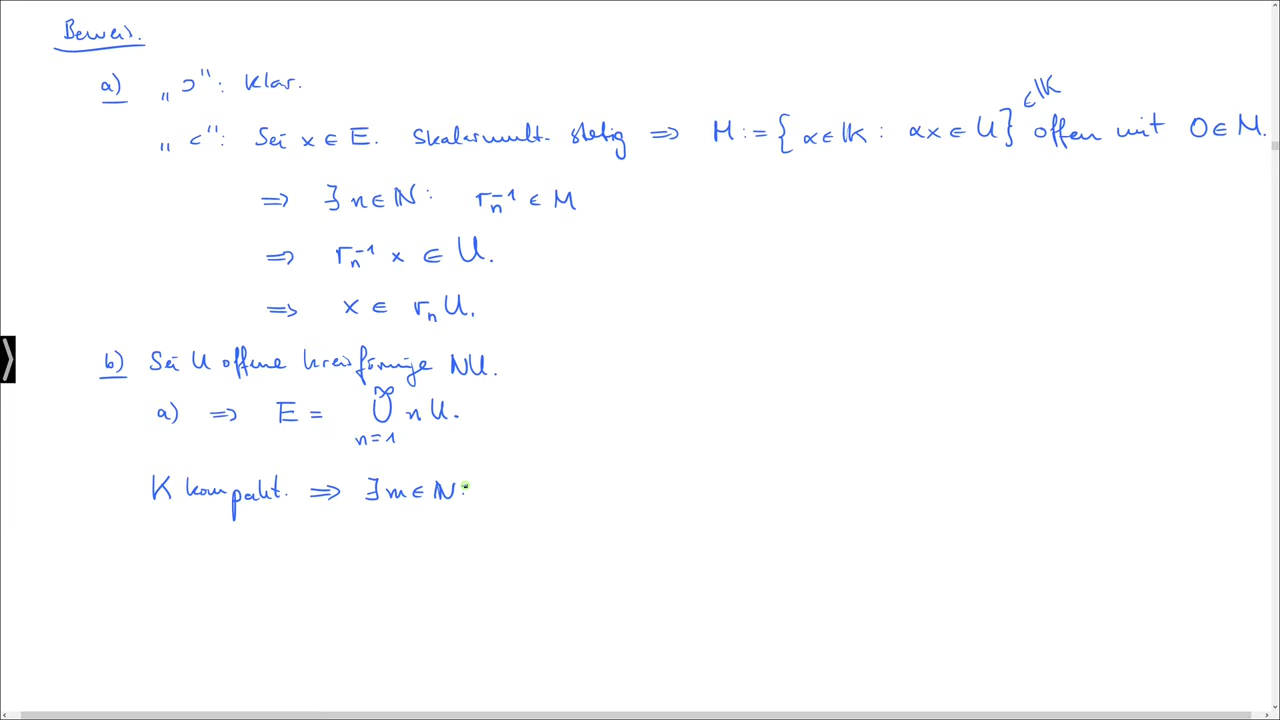 Beweis.
a) „⊃“: Klar.
„⊂“: Sei x ∈ E. Skalarmult. stetig ⇒ M := {α ∈ 𝕂 : αx ∈ U} ⊂ 𝕂 offen mit 0 ∈ M.
⇒ ∃ n ∈ ℕ: rₙ⁻¹ ∈ M
⇒ rₙ⁻¹ x ∈ U.
⇒ x ∈ rₙ U.
b) Sei U offene kreisförmige NU.
a) ⇒ E = ⋃_{n=1}^∞ n U.
K kompakt. ⇒ ∃ m ∈ ℕ: